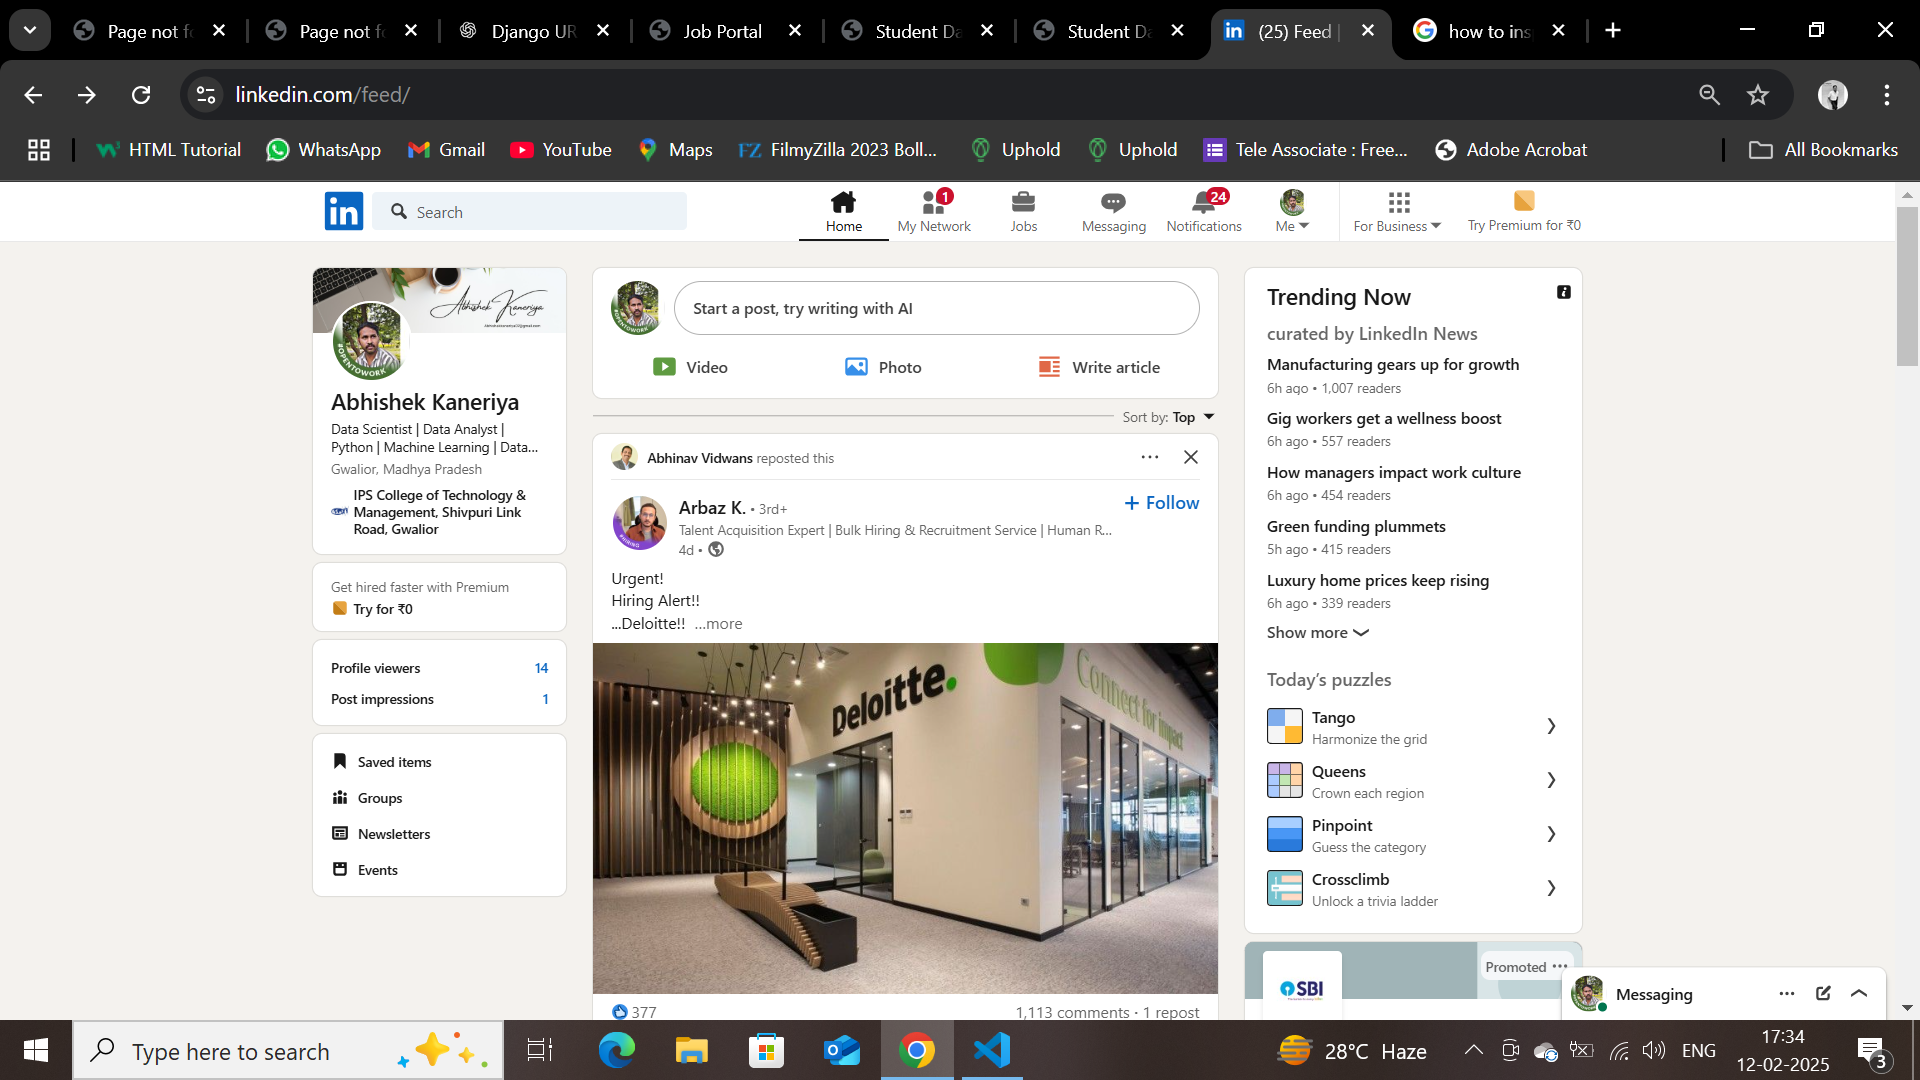 Page not f
Page not f
Django UR
Job Portal
Student Da
Student Da
(25) Feed |
how to ins
linkedin.com/feed/
HTML Tutorial
WhatsApp
Gmail
YouTube
Maps
FilmyZilla 2023 Boll...
Uphold
Uphold
Tele Associate : Free...
Adobe Acrobat
All Bookmarks
in
Search
Home
1
My Network
Jobs
Messaging
24
Notifications
Me
For Business
Try Premium for ₹0
Abhishek Kaneriya
#OPENTOWORK
Abhishek Kaneriya
Data Scientist | Data Analyst |
Python | Machine Learning | Data...
Gwalior, Madhya Pradesh
IPS College of Technology &
Management, Shivpuri Link
Road, Gwalior
Get hired faster with Premium
Try for ₹0
Profile viewers 14
Post impressions 1
Saved items
Groups
Newsletters
Events
Start a post, try writing with AI
Video
Photo
Write article
Sort by: Top
Abhinav Vidwans reposted this
Arbaz K. • 3rd+
+ Follow
Talent Acquisition Expert | Bulk Hiring & Recruitment Service | Human R...
4d •
#HIRING
Urgent!
Hiring Alert!!
...Deloitte!! ...more
Deloitte.
Connect for impact
377
1,113 comments · 1 repost
Trending Now
curated by LinkedIn News
Manufacturing gears up for growth
6h ago • 1,007 readers
Gig workers get a wellness boost
6h ago • 557 readers
How managers impact work culture
6h ago • 454 readers
Green funding plummets
5h ago • 415 readers
Luxury home prices keep rising
6h ago • 339 readers
Show more
Today’s puzzles
Tango
Harmonize the grid
Queens
Crown each region
Pinpoint
Guess the category
Crossclimb
Unlock a trivia ladder
Promoted
SBI
Messaging
Type here to search
28°C Haze
ENG
17:34
12-02-2025
3